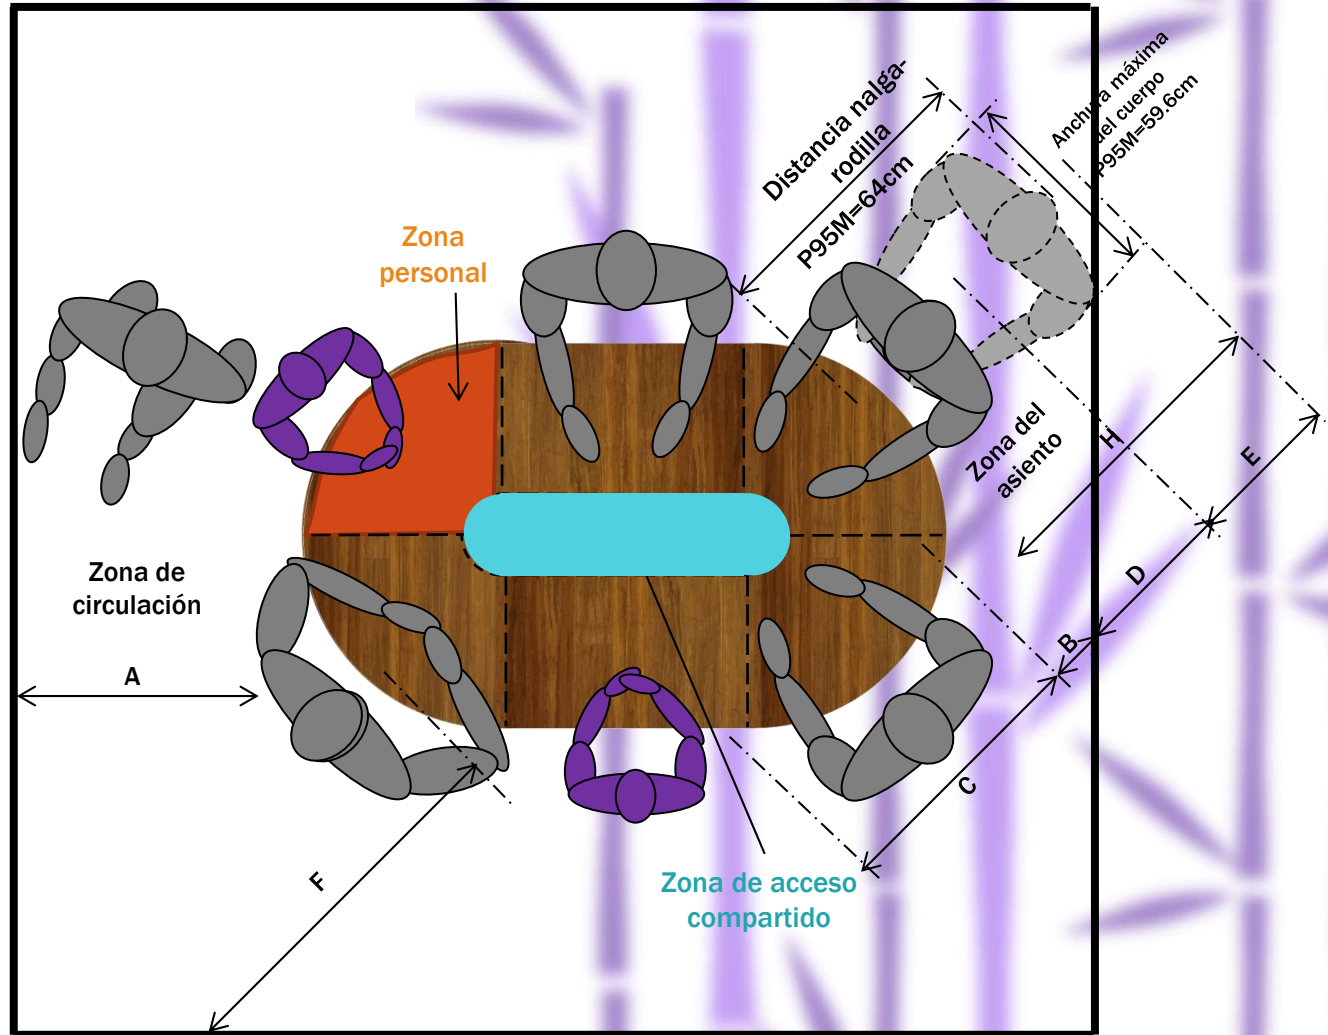 Distancia nalga-
rodilla
P95M=64cm
Anchura máxima
del cuerpo
P95M=59.6cm
Zona
personal
Zona del
asiento
H
E
D
B
C
Zona de
circulación
A
F
Zona de acceso
compartido